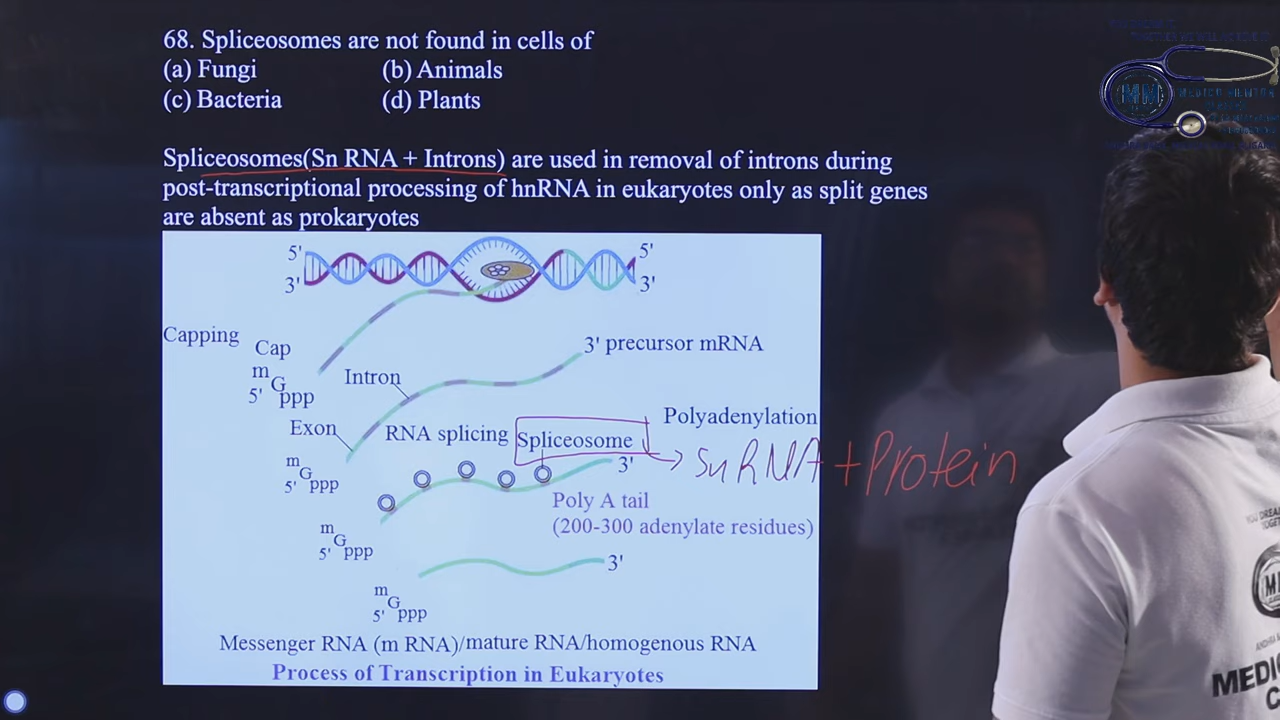 68. Spliceosomes are not found in cells of
(a) Fungi (b) Animals
(c) Bacteria (d) Plants
Spliceosomes(Sn RNA + Introns) are used in removal of introns during
post-transcriptional processing of hnRNA in eukaryotes only as split genes
are absent as prokaryotes
5' 5'
3' 3'
Capping
Cap
m
G
5' ppp
3' precursor mRNA
Intron
Exon
RNA splicing Spliceosome
Polyadenylation
SnRNA + Protein
m
G
5' ppp
3'
Poly A tail
(200-300 adenylate residues)
m
G
5' ppp
3'
m
G
5' ppp
Messenger RNA (m RNA)/mature RNA/homogenous RNA
Process of Transcription in Eukaryotes
MEDIC